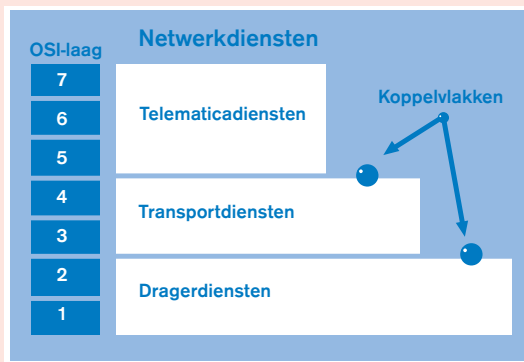 Netwerkdiensten
OSI-laag
7
6
5
4
3
2
1
Telematicadiensten
Transportdiensten
Dragerdiensten
Koppelvlakken